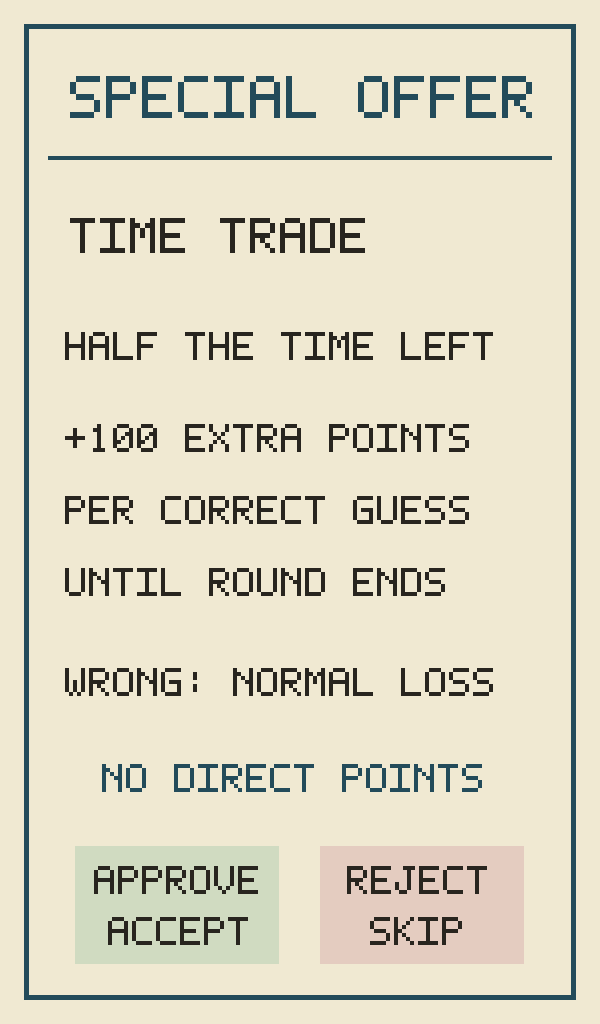 SPECIAL OFFER
TIME TRADE
HALF THE TIME LEFT
+100 EXTRA POINTS
PER CORRECT GUESS
UNTIL ROUND ENDS
WRONG: NORMAL LOSS
NO DIRECT POINTS
APPROVE
ACCEPT
REJECT
SKIP